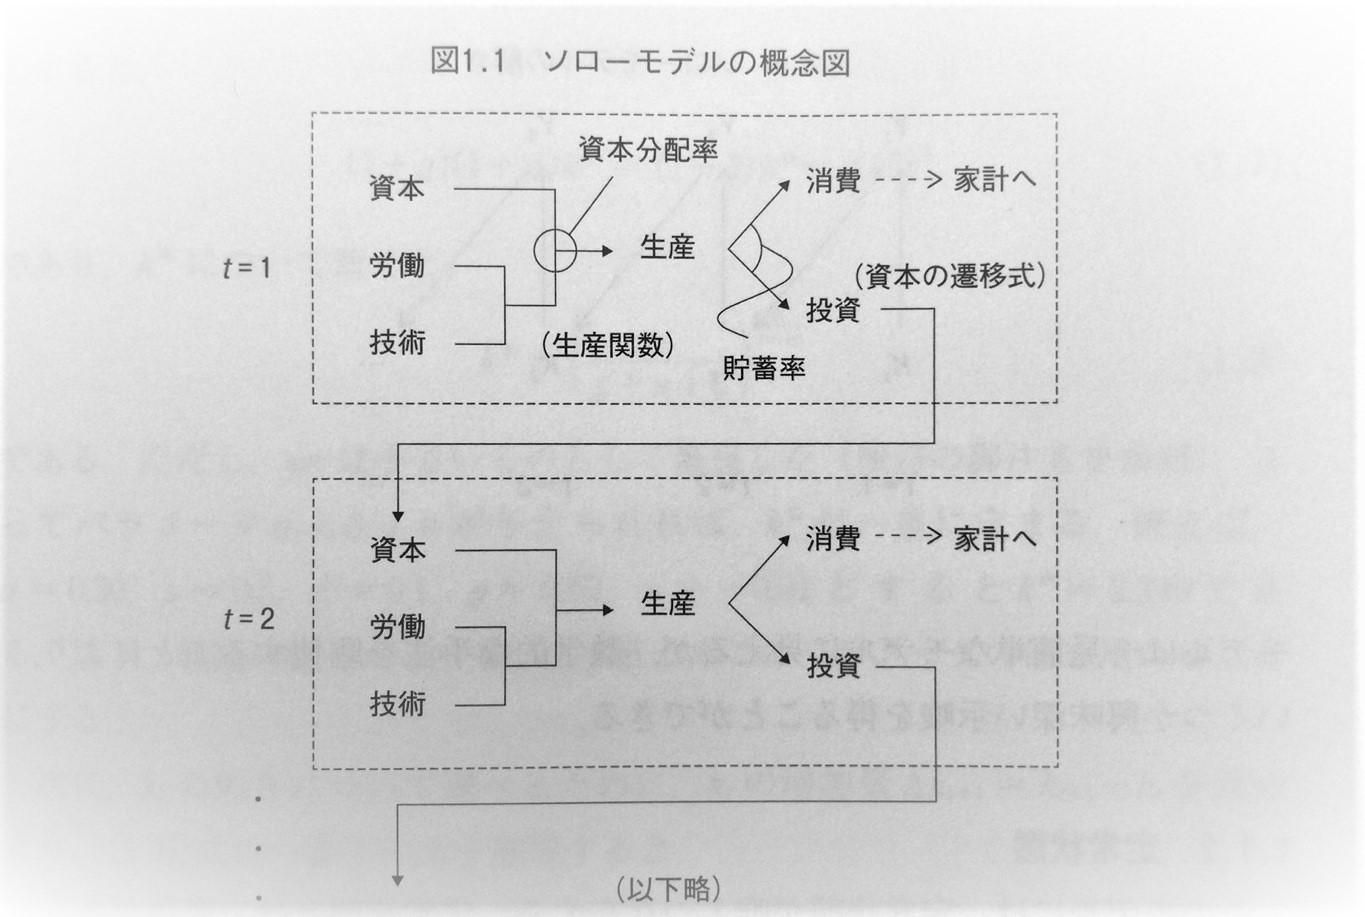 図1.1 ソローモデルの概念図
資本分配率
資本
消費
家計へ
t=1
労働
生産
(資本の遷移式)
投資
技術
(生産関数)
貯蓄率
資本
消費
家計へ
t=2
労働
生産
投資
技術
(以下略)